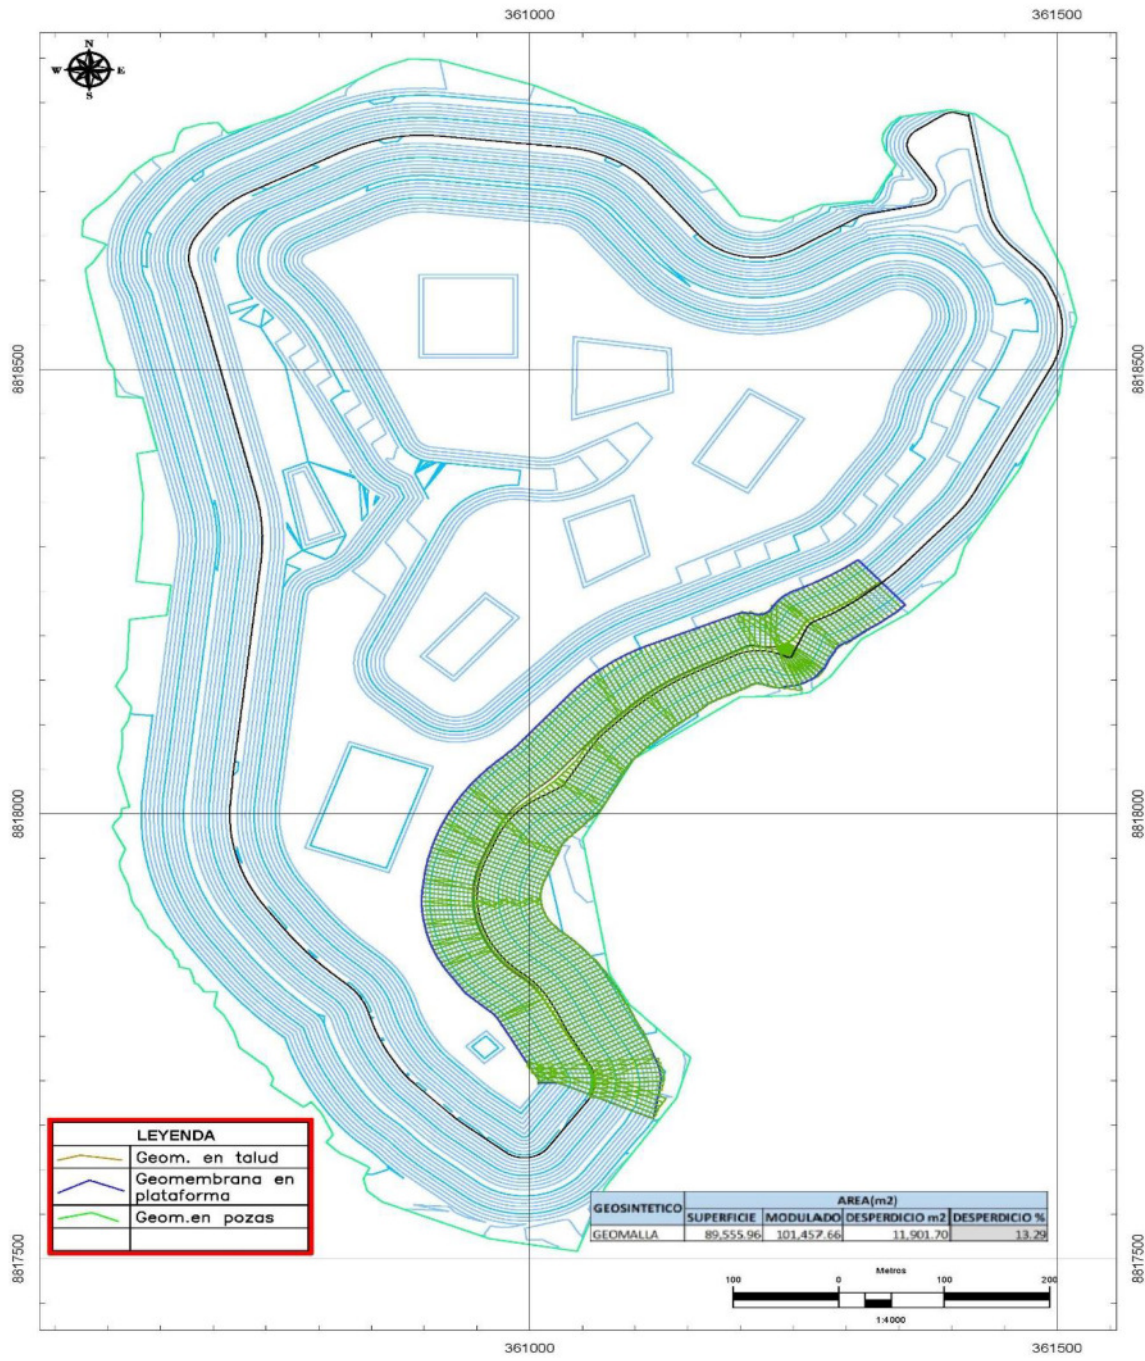 361000
361500
N
W
E
S
8818500
8818500
8818000
8818000
LEYENDA
Geom. en talud
Geomembrana en
plataforma
Geom.en pozas
GEOSINTETICO
AREA(m2)
SUPERFICIE MODULADO DESPERDICIO m2 DESPERDICIO %
GEOMALLA 89,555.96 101,457.66 11,901.70 13.29
8817500
8817500
Metros
100 0 100 200
1:4000
361000
361500